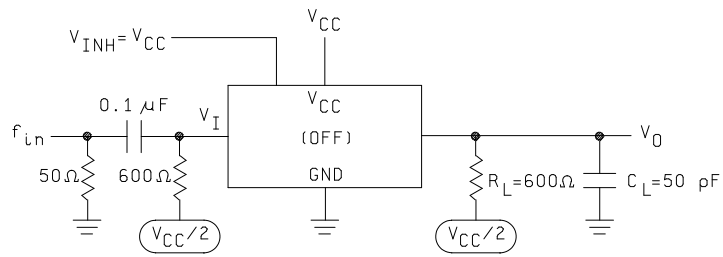 V_CC
V_INH = V_CC
0.1 µF
V_I
V_CC
f_in
(OFF)
V_O
50Ω
600Ω
GND
R_L=600Ω
C_L=50 pF
V_CC/2
V_CC/2